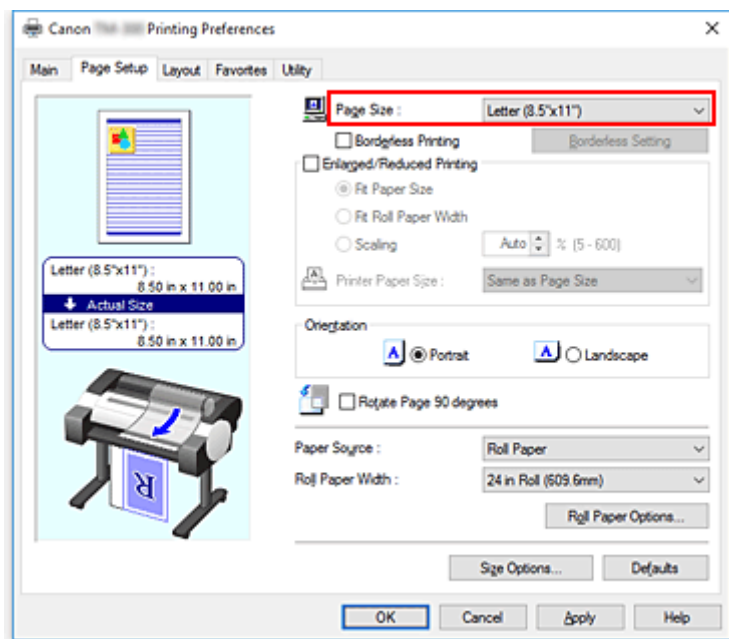 Canon Printing Preferences
Main Page Setup Layout Favorites Utility
Page Size : Letter (8.5"x11")
Borderless Printing Borderless Setting
Enlarged/Reduced Printing
Fit Paper Size
Fit Roll Paper Width
Scaling Auto % (5 - 600)
Printer Paper Size : Same as Page Size
Letter (8.5"x11") :
8.50 in x 11.00 in
Actual Size
Letter (8.5"x11") :
8.50 in x 11.00 in
Orientation
A Portrait A Landscape
Rotate Page 90 degrees
R
Paper Source : Roll Paper
Roll Paper Width : 24 in Roll (609.6mm)
Roll Paper Options...
Size Options... Defaults
OK Cancel Apply Help